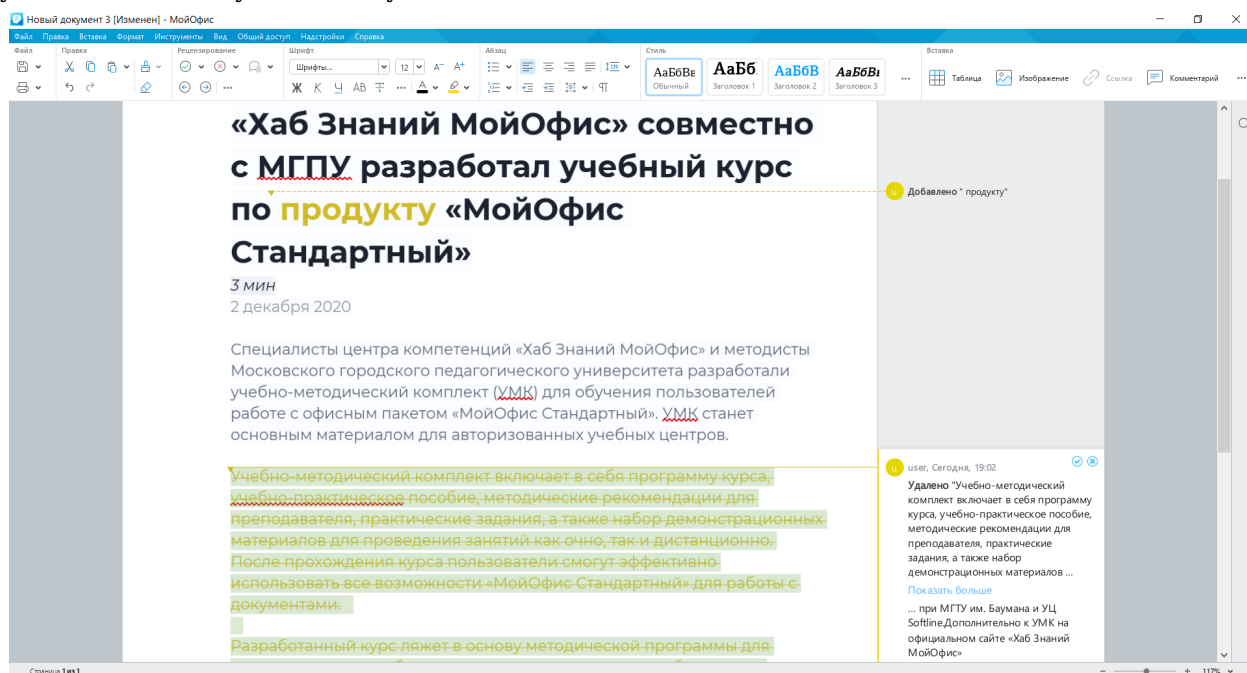 Новый документ 3 [Изменен] - МойОфис
Файл Правка Вставка Формат Инструменты Вид Общий доступ Надстройки Справка
Файл Правка Рецензирование Шрифт Абзац Стиль Вставка
Шрифты... 12 A⁻ A⁺
АаБбВв АаБб АаБбВ АаБбВı
Обычный Заголовок 1 Заголовок 2 Заголовок 3
Таблица Изображение Ссылка Комментарий
Ж К Ч АВ Т А
«Хаб Знаний МойОфис» совместно
с МГПУ разработал учебный курс
по продукту «МойОфис
Стандартный»
3 мин
2 декабря 2020
Специалисты центра компетенций «Хаб Знаний МойОфис» и методисты
Московского городского педагогического университета разработали
учебно-методический комплект (УМК) для обучения пользователей
работе с офисным пакетом «МойОфис Стандартный». УМК станет
основным материалом для авторизованных учебных центров.
Учебно-методический комплект включает в себя программу курса,
учебно-практическое пособие, методические рекомендации для
преподавателя, практические задания, а также набор демонстрационных
материалов для проведения занятий как очно, так и дистанционно.
После прохождения курса пользователи смогут эффективно
использовать все возможности «МойОфис Стандартный» для работы с
документами.
Разработанный курс ляжет в основу методической программы для
u Добавлено " продукту"
u user, Сегодня, 19:02
Удалено "Учебно-методический
комплект включает в себя программу
курса, учебно-практическое пособие,
методические рекомендации для
преподавателя, практические
задания, а также набор
демонстрационных материалов ...
Показать больше
... при МГТУ им. Баумана и УЦ
Softline.Дополнительно к УМК на
официальном сайте «Хаб Знаний
МойОфис»
Страница 1 из 1
117%